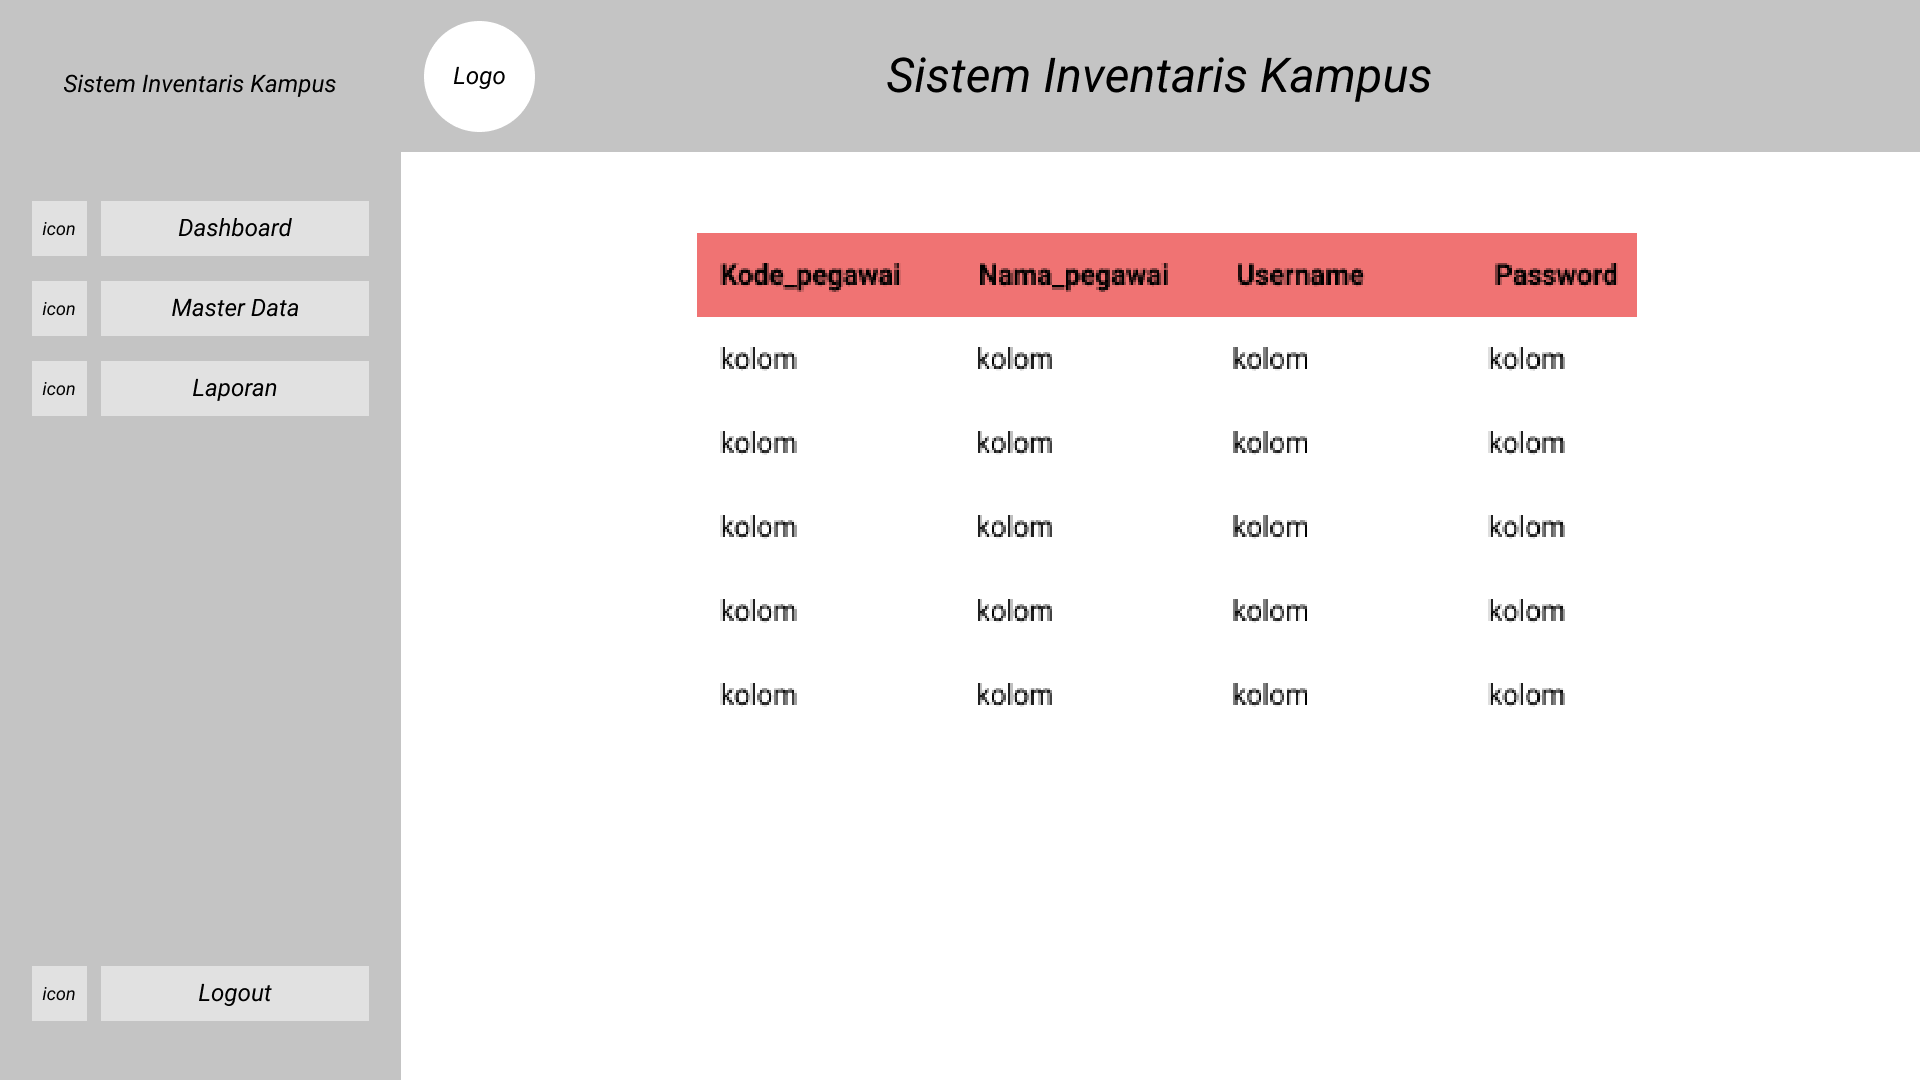 Sistem Inventaris Kampus
Logo
Sistem Inventaris Kampus
icon Dashboard
icon Master Data
icon Laporan
icon Logout
Kode_pegawai Nama_pegawai Username Password
kolom kolom kolom kolom
kolom kolom kolom kolom
kolom kolom kolom kolom
kolom kolom kolom kolom
kolom kolom kolom kolom